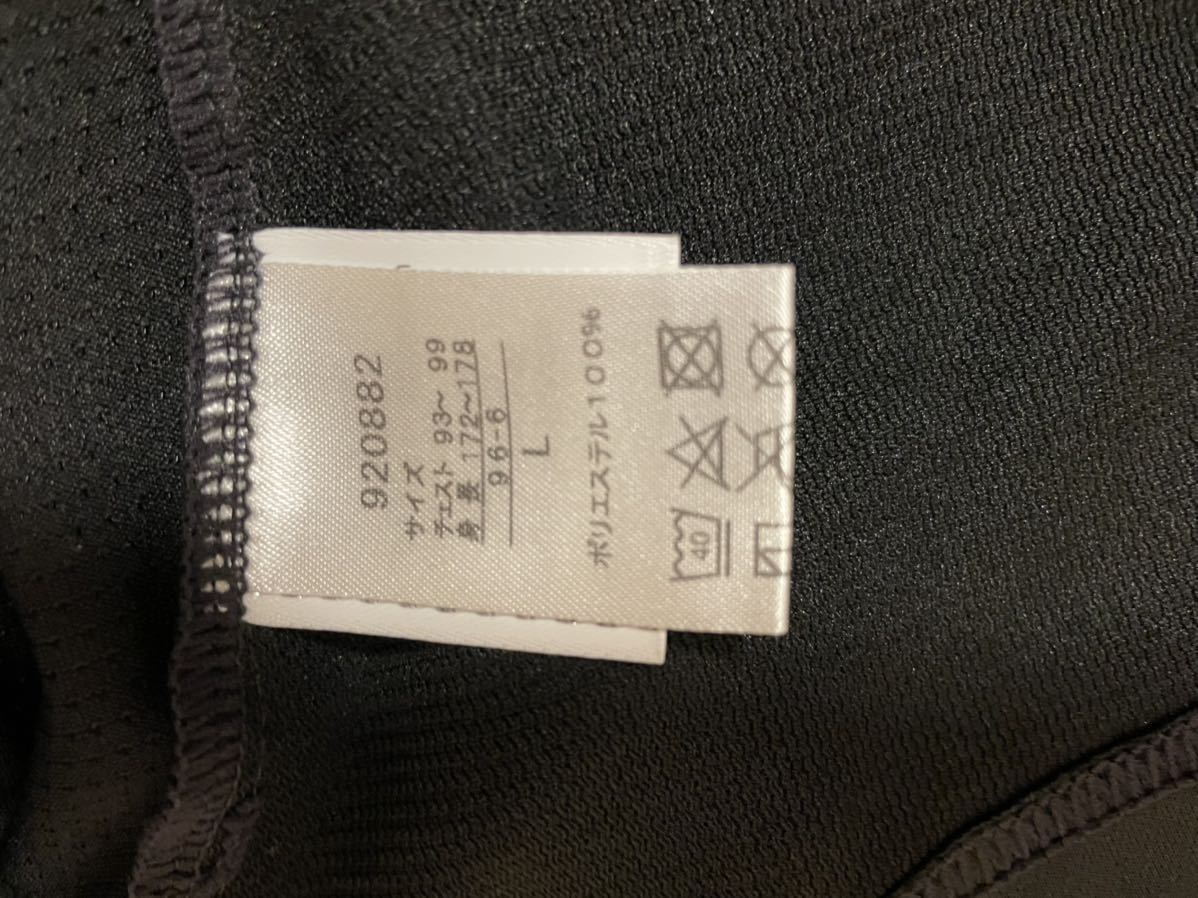 920882
サイズ
チェスト 93～ 99
身 長 172～178
96-6
L
ポリエステル100%
40